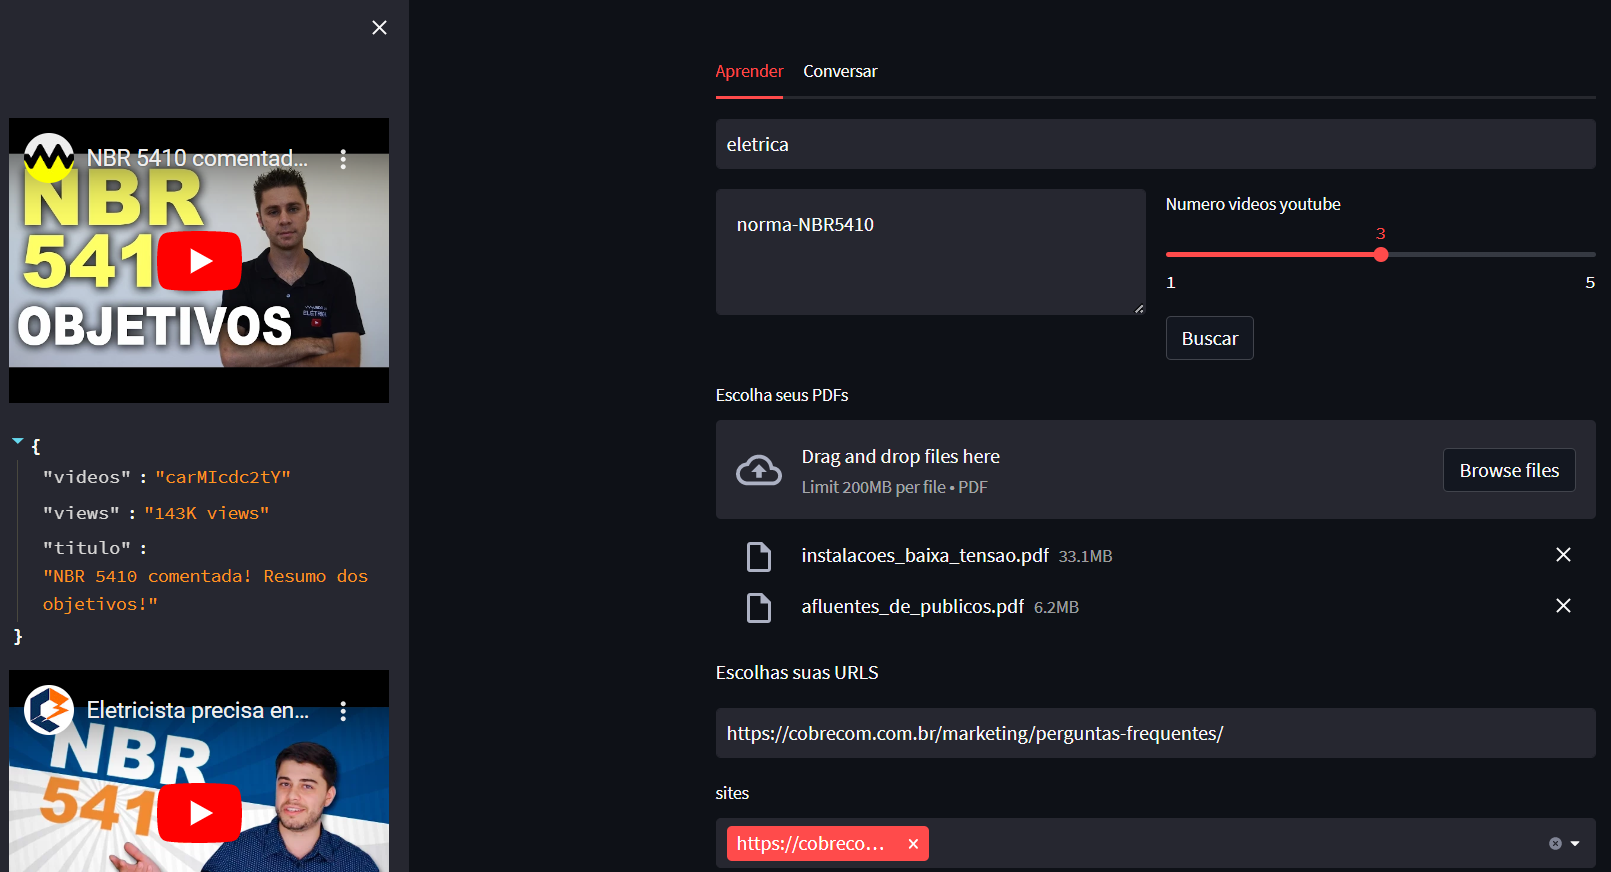 NBR 5410 comentad...
NBR
541
OBJETIVOS
{
"videos" : "carMIcdc2tY"
"views" : "143K views"
"titulo" :
"NBR 5410 comentada! Resumo dos
objetivos!"
}
Eletricista precisa en...
NBR
541
Aprender
Conversar
eletrica
norma-NBR5410
Numero videos youtube
3
1
5
Buscar
Escolha seus PDFs
Drag and drop files here
Limit 200MB per file • PDF
Browse files
instalacoes_baixa_tensao.pdf 33.1MB
afluentes_de_publicos.pdf 6.2MB
Escolhas suas URLS
https://cobrecom.com.br/marketing/perguntas-frequentes/
sites
https://cobreco...